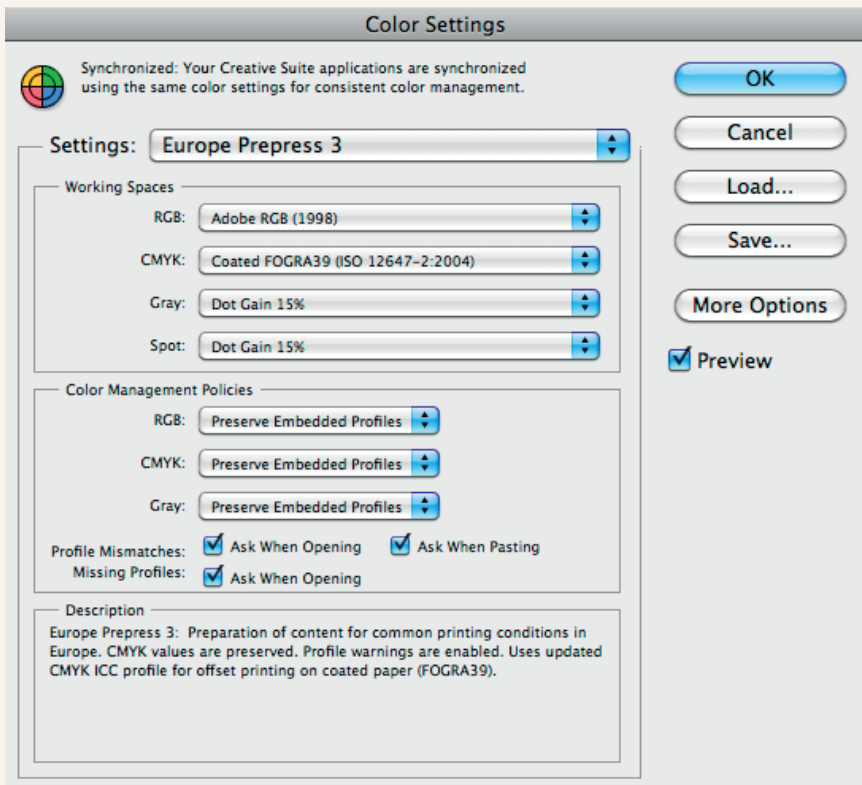 Color Settings
Synchronized: Your Creative Suite applications are synchronized
using the same color settings for consistent color management.
OK
Cancel
Load...
Save...
More Options
Preview
Settings: Europe Prepress 3
Working Spaces
RGB: Adobe RGB (1998)
CMYK: Coated FOGRA39 (ISO 12647-2:2004)
Gray: Dot Gain 15%
Spot: Dot Gain 15%
Color Management Policies
RGB: Preserve Embedded Profiles
CMYK: Preserve Embedded Profiles
Gray: Preserve Embedded Profiles
Profile Mismatches: Ask When Opening Ask When Pasting
Missing Profiles: Ask When Opening
Description
Europe Prepress 3: Preparation of content for common printing conditions in
Europe. CMYK values are preserved. Profile warnings are enabled. Uses updated
CMYK ICC profile for offset printing on coated paper (FOGRA39).